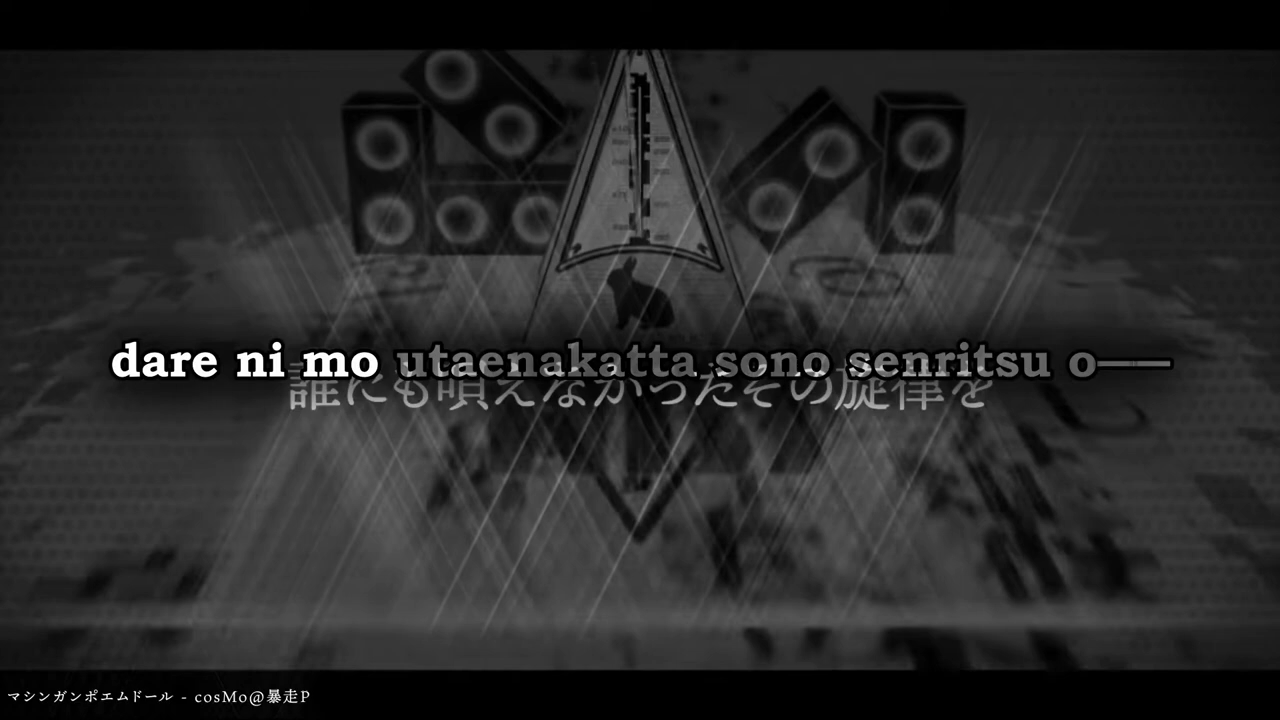 dare ni mo utaenakatta sono senritsu o──
誰にも唄えなかったその旋律を
マシンガンポエムドール - cosMo@暴走P